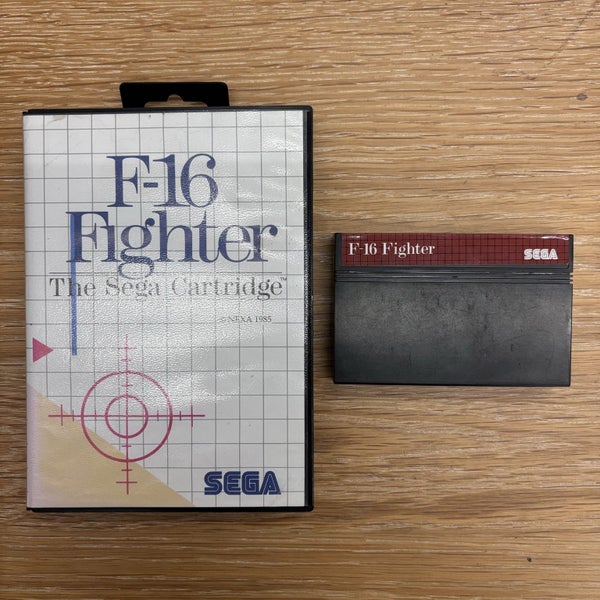 F-16
Fighter
The Sega Cartridge™
© NEXA 1985
SEGA
F-16 Fighter
SEGA